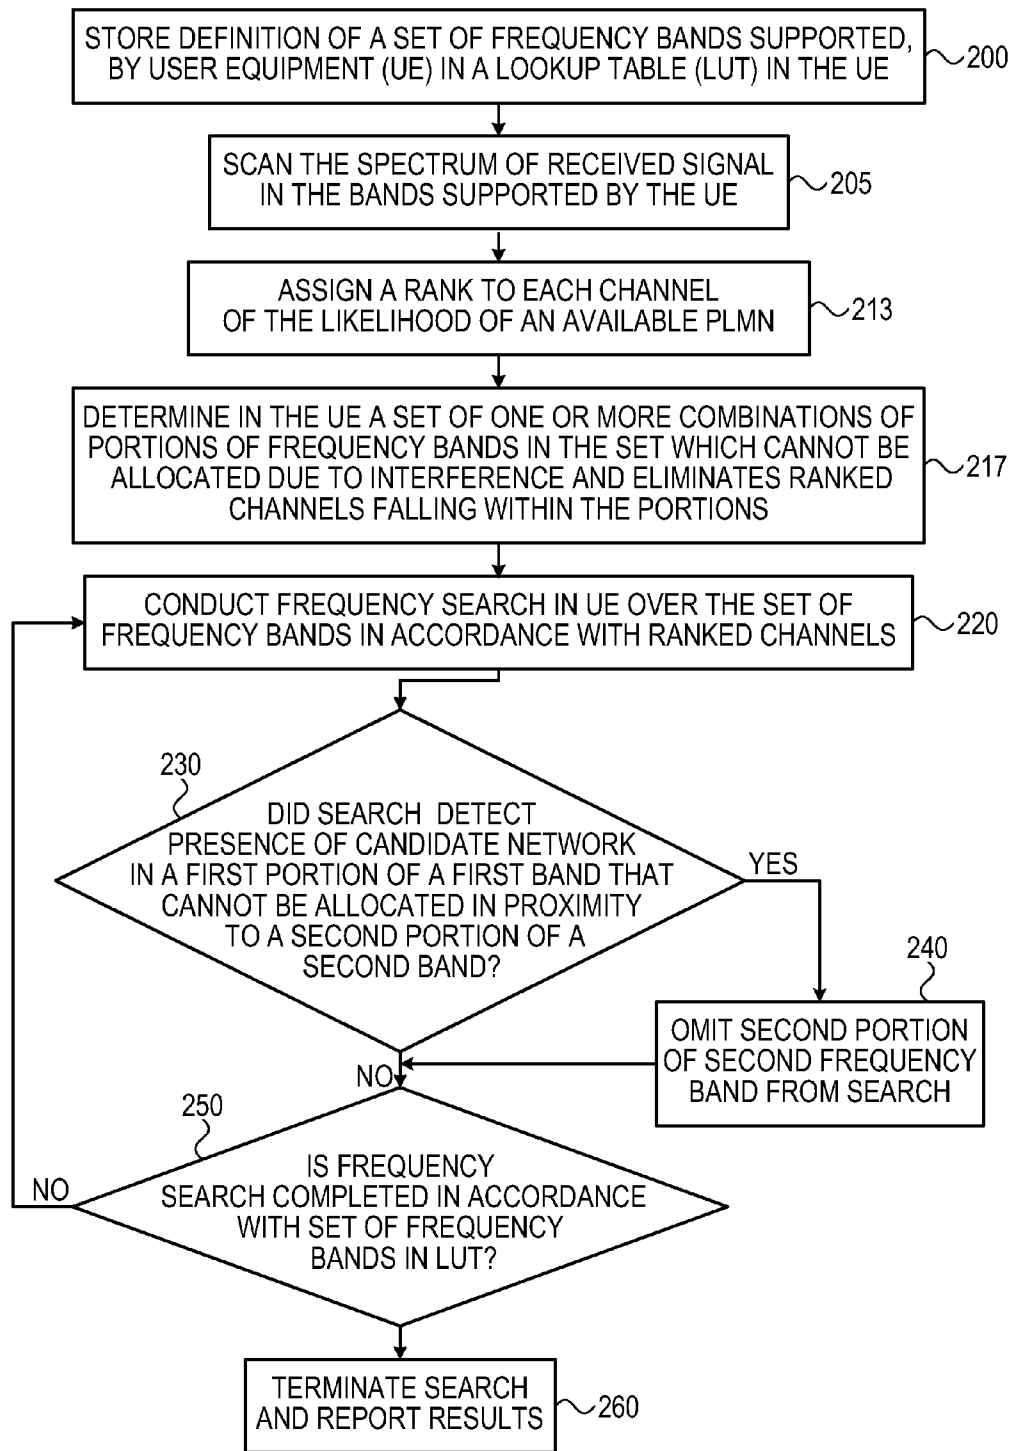 STORE DEFINITION OF A SET OF FREQUENCY BANDS SUPPORTED,
BY USER EQUIPMENT (UE) IN A LOOKUP TABLE (LUT) IN THE UE
200
SCAN THE SPECTRUM OF RECEIVED SIGNAL
IN THE BANDS SUPPORTED BY THE UE
205
ASSIGN A RANK TO EACH CHANNEL
OF THE LIKELIHOOD OF AN AVAILABLE PLMN
213
DETERMINE IN THE UE A SET OF ONE OR MORE COMBINATIONS OF
PORTIONS OF FREQUENCY BANDS IN THE SET WHICH CANNOT BE
ALLOCATED DUE TO INTERFERENCE AND ELIMINATES RANKED
CHANNELS FALLING WITHIN THE PORTIONS
217
CONDUCT FREQUENCY SEARCH IN UE OVER THE SET OF
FREQUENCY BANDS IN ACCORDANCE WITH RANKED CHANNELS
220
230
DID SEARCH DETECT
PRESENCE OF CANDIDATE NETWORK
IN A FIRST PORTION OF A FIRST BAND THAT
CANNOT BE ALLOCATED IN PROXIMITY
TO A SECOND PORTION OF A
SECOND BAND?
YES
240
OMIT SECOND PORTION
OF SECOND FREQUENCY
BAND FROM SEARCH
NO
250
IS FREQUENCY
SEARCH COMPLETED IN ACCORDANCE
WITH SET OF FREQUENCY
BANDS IN LUT?
NO
TERMINATE SEARCH
AND REPORT RESULTS
260